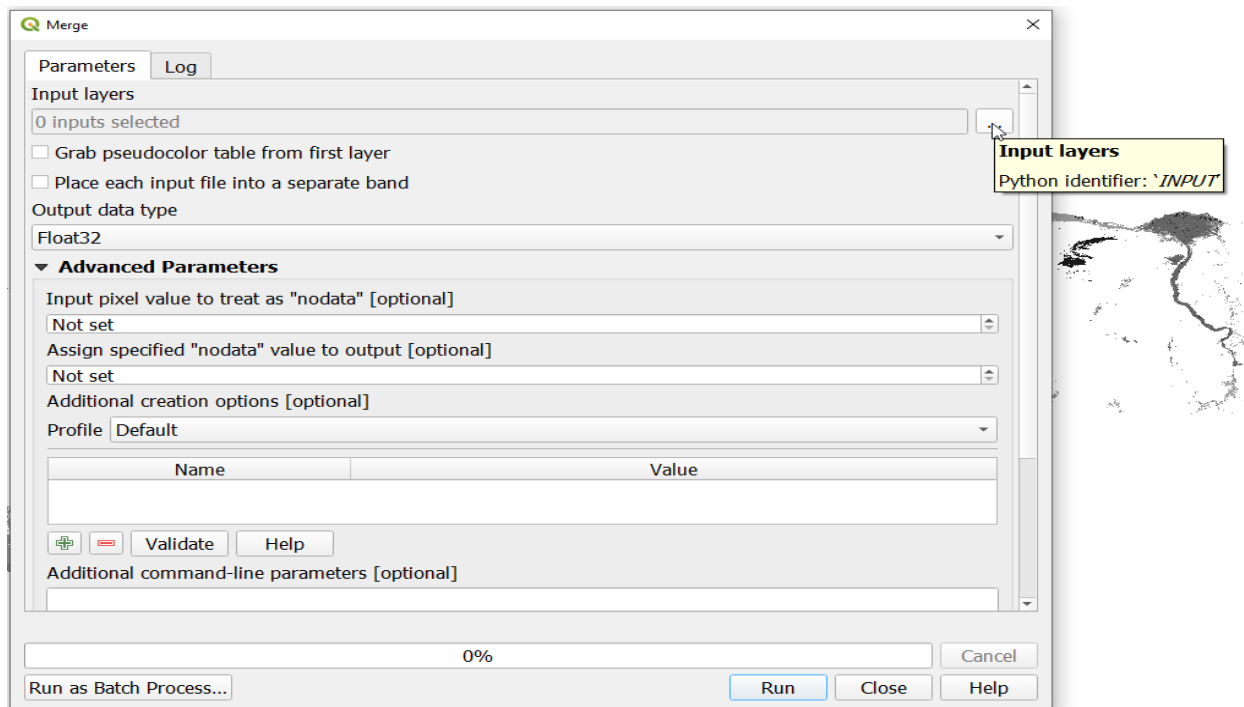 Merge
Parameters Log
Input layers
0 inputs selected
...
Input layers
Python identifier: `INPUT`
Grab pseudocolor table from first layer
Place each input file into a separate band
Output data type
Float32
Advanced Parameters
Input pixel value to treat as "nodata" [optional]
Not set
Assign specified "nodata" value to output [optional]
Not set
Additional creation options [optional]
Profile Default
Name Value
Validate Help
Additional command-line parameters [optional]
0% Cancel
Run as Batch Process... Run Close Help